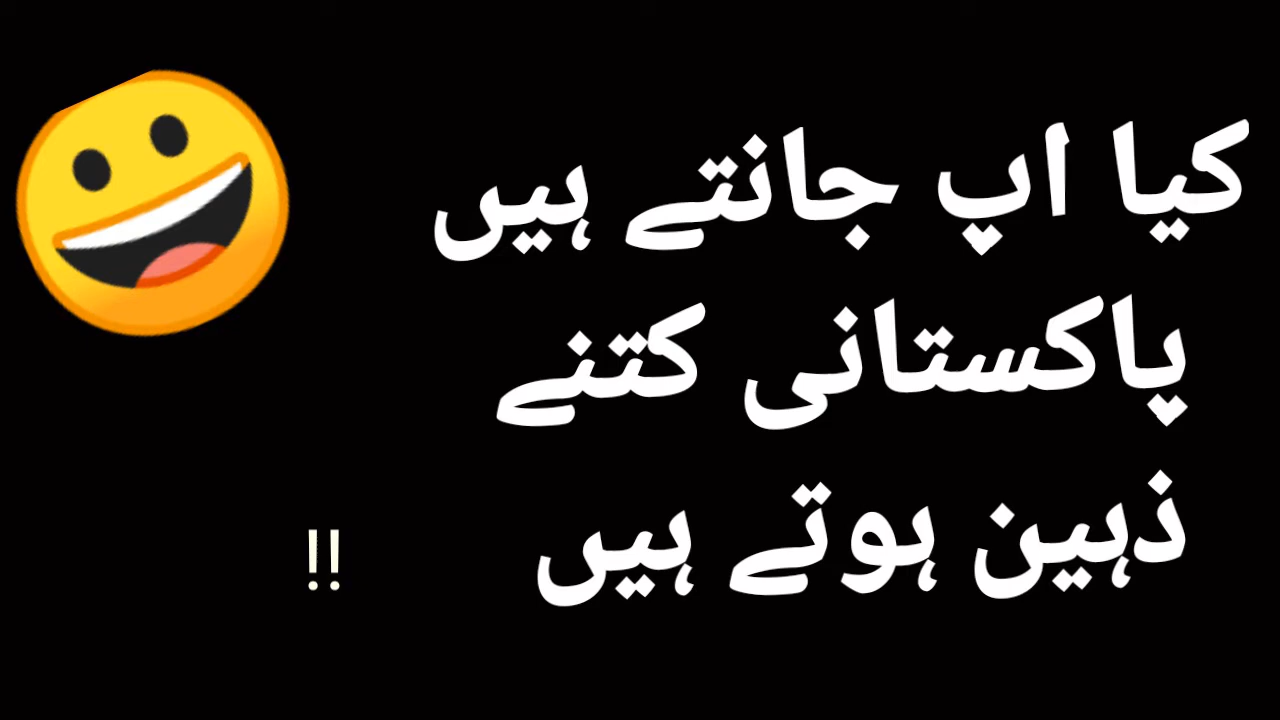 کیا اپ جانتے ہیں
پاکستانی کتنے
ذہین ہوتے ہیں
!!